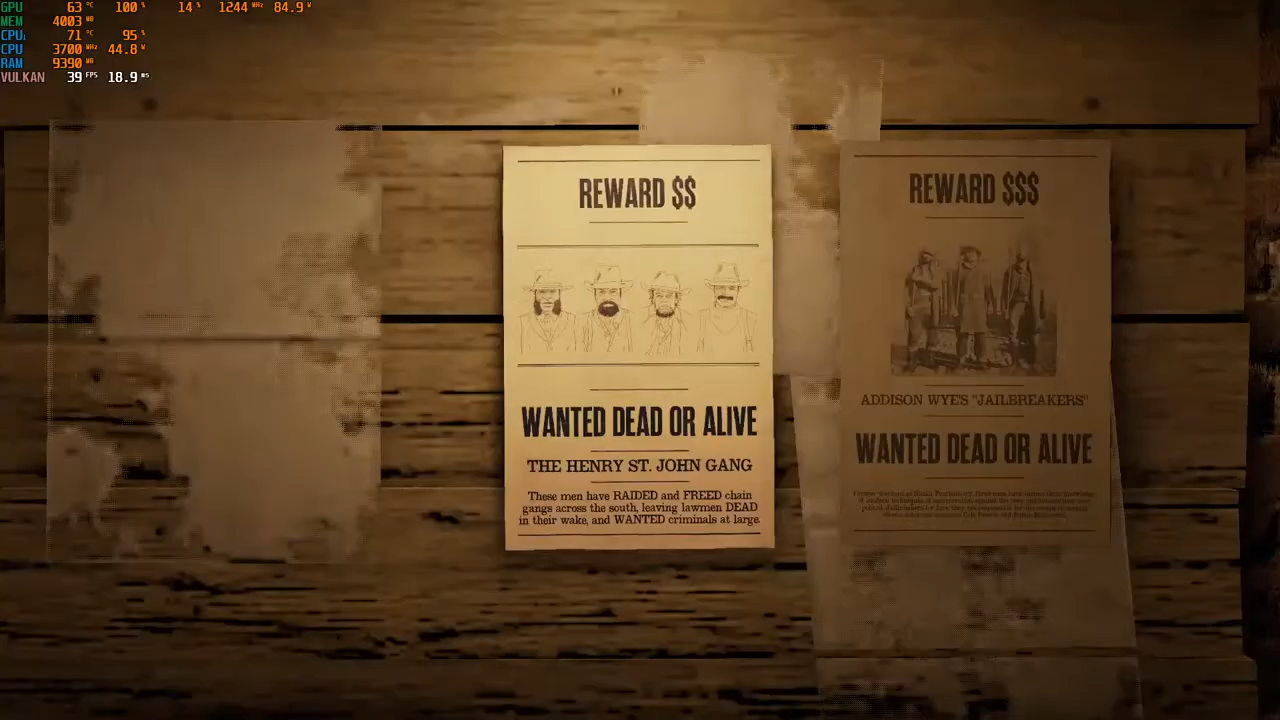 GPU 63 °C 100 % 14 % 1244 MHz 84.9 W
MEM 4003 MB
CPU 71 °C 95 %
CPU 3700 MHz 44.8 W
RAM 9390 MB
VULKAN 39 FPS 18.9 ms
REWARD $$
WANTED DEAD OR ALIVE
THE HENRY ST. JOHN GANG
These men have RAIDED and FREED chain
gangs across the south, leaving lawmen DEAD
in their wake, and WANTED criminals at large.
REWARD $$$
ADDISON WYE'S "JAILBREAKERS"
WANTED DEAD OR ALIVE